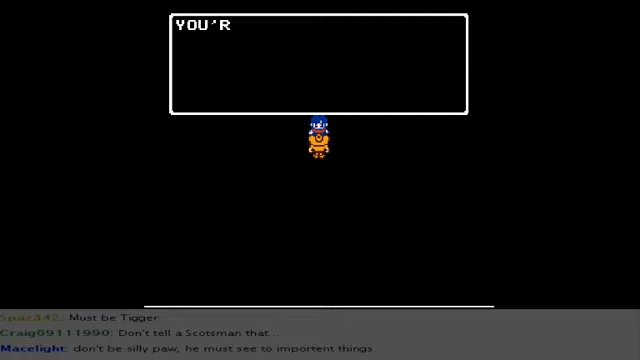 YOU'R
Spaz342: Must be Tigger
Craig09111990: Don't tell a Scotsman that...
Macelight: don't be silly paw, he must see to importent things